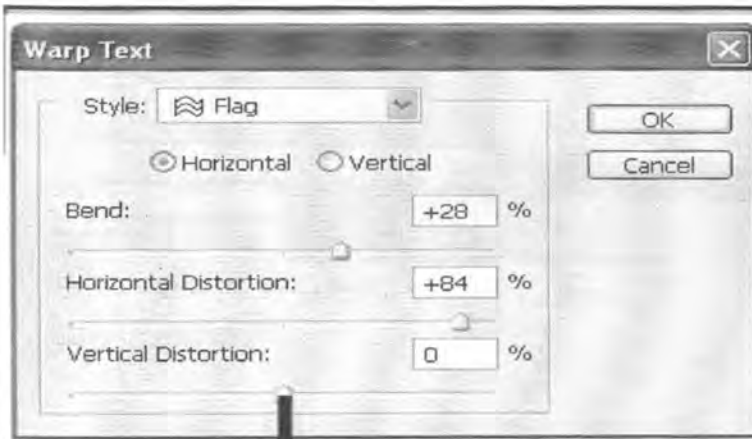 Warp Text
Style: Flag
OK
Horizontal Vertical
Cancel
Bend: +28 %
Horizontal Distortion: +84 %
Vertical Distortion: 0 %